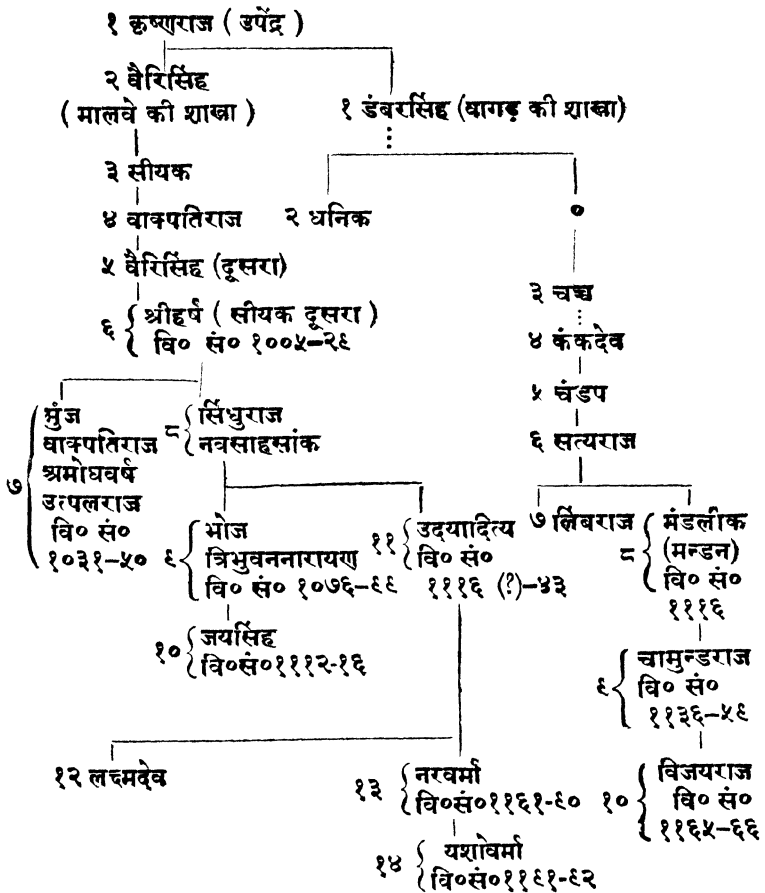 १ कृष्णराज ( उपेंद्र )
२ वैरिसिंह
( मालवे की शाखा )
१ डंबरसिंह (वागड़ की शाखा)
३ सीयक
४ वाक्पतिराज
२ धनिक
०
५ वैरिसिंह (दूसरा)
३ चच्च
६ श्रीहर्ष ( सीयक दूसरा )
वि० सं० १००५–२९
४ कंकदेव
५ चंडप
६ सत्यराज
७ मुंज
वाक्पतिराज
अमोघवर्ष
उत्पलराज
वि० सं०
१०३१–५०
८ सिंधुराज
नवसाहसांक
९ भोज
त्रिभुवननारायण
वि० सं० १०७६–९९
११ उदयादित्य
वि० सं०
१११६ (?)–४३
७ लिंबराज
८ मंडलीक
(मन्डन)
वि० सं०
१११६
१० जयसिंह
वि०सं०१११२-१६
९ चामुन्डराज
वि० सं०
११३६–५९
१२ लक्ष्मदेव
१३ नरवर्मा
वि०सं०११६१-९०
१० विजयराज
वि० सं०
११६५–६६
१४ यशोवर्मा
वि०सं०११९१-९२